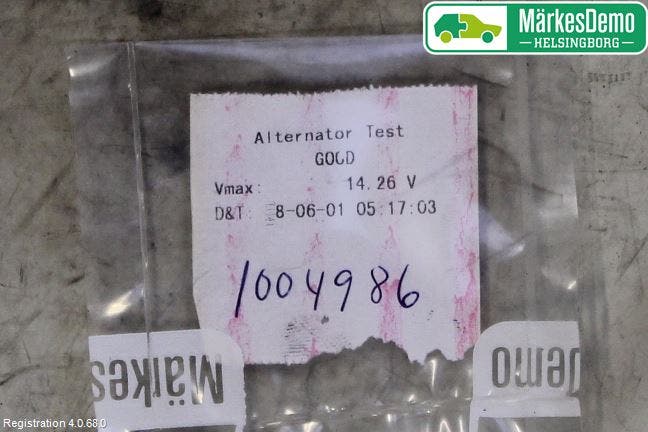 MärkesDemo
HELSINGBORG
Alternator Test
GOOD
Vmax: 14.26 V
D&T: 8-06-01 05:17:03
1004986
Märkes Demo
Registration 4.0.68.0